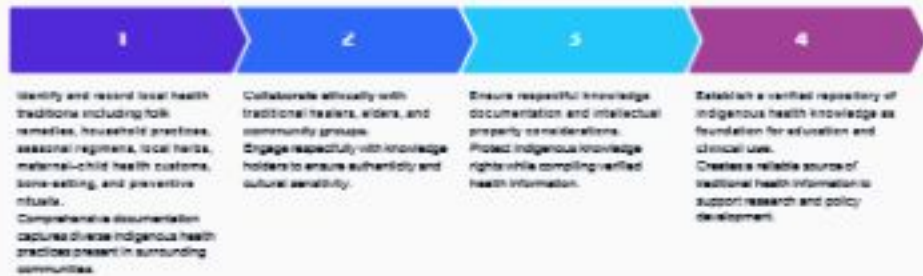 1
2
3
4
Identify and record local health
traditions including folk
remedies, household practices,
seasonal regimens, local herbs,
maternal-child health customs,
bone-setting, and preventive
rituals.
Comprehensive documentation
captures diverse indigenous health
practices present in surrounding
communities.
Collaborate ethically with
traditional healers, elders, and
community groups.
Engage respectfully with knowledge
holders to ensure authenticity and
cultural sensitivity.
Ensure respectful knowledge
documentation and intellectual
property considerations.
Protect indigenous knowledge
rights while compiling verified
health information.
Establish a verified repository of
indigenous health knowledge as
foundation for education and
clinical use.
Creates a reliable source of
traditional health information to
support research and policy
development.